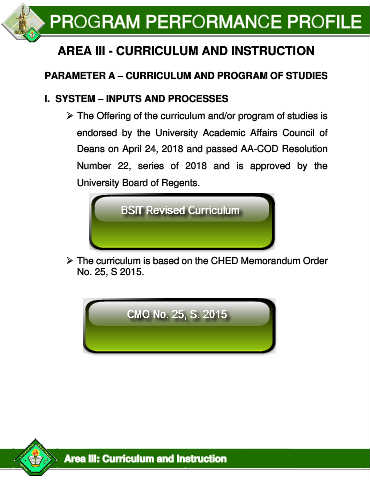 PROGRAM PERFORMANCE PROFILE
AREA III - CURRICULUM AND INSTRUCTION
PARAMETER A – CURRICULUM AND PROGRAM OF STUDIES
I. SYSTEM – INPUTS AND PROCESSES
➢ The Offering of the curriculum and/or program of studies is
endorsed by the University Academic Affairs Council of
Deans on April 24, 2018 and passed AA-COD Resolution
Number 22, series of 2018 and is approved by the
University Board of Regents.
BSIT Revised Curriculum
➢ The curriculum is based on the CHED Memorandum Order
No. 25, S 2015.
CMO No. 25, S. 2015
Area III: Curriculum and Instruction